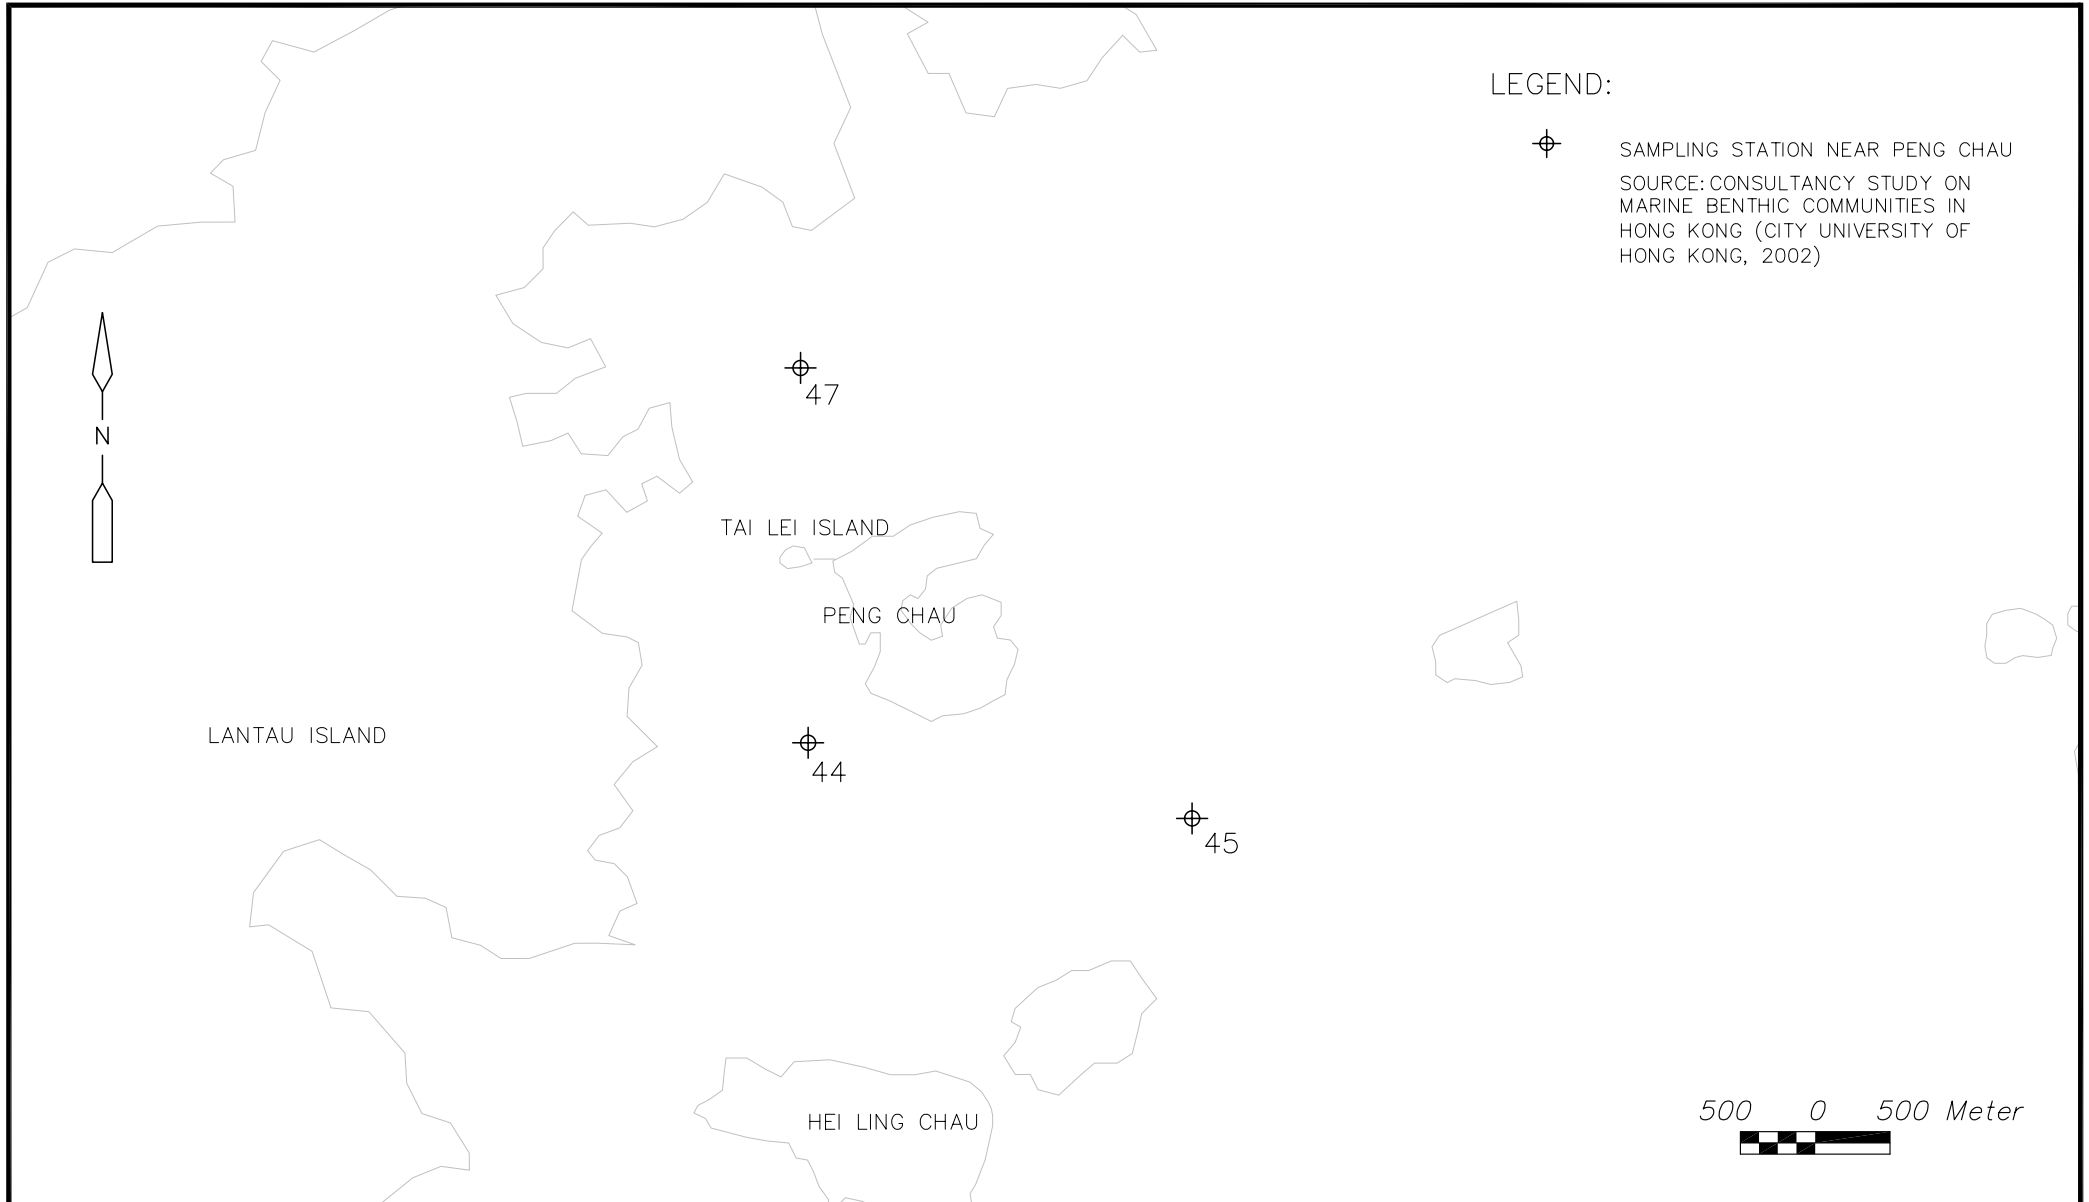 LEGEND:
SAMPLING STATION NEAR PENG CHAU
SOURCE: CONSULTANCY STUDY ON
MARINE BENTHIC COMMUNITIES IN
HONG KONG (CITY UNIVERSITY OF
HONG KONG, 2002)
47
N
TAI LEI ISLAND
PENG CHAU
LANTAU ISLAND
44
45
HEI LING CHAU
500 0 500 Meter